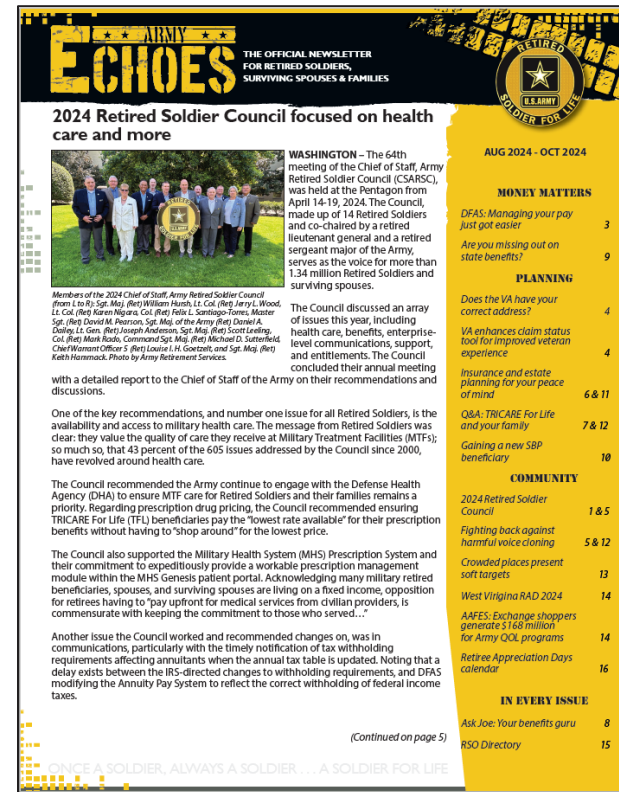 ARMY
ECHOES
THE OFFICIAL NEWSLETTER
FOR RETIRED SOLDIERS,
SURVIVING SPOUSES & FAMILIES
RETIRED
U.S. ARMY
SOLDIER FOR LIFE
2024 Retired Soldier Council focused on health
care and more
WASHINGTON – The 64th
meeting of the Chief of Staff, Army
Retired Soldier Council (CSARSC),
was held at the Pentagon from
April 14-19, 2024. The Council,
made up of 14 Retired Soldiers
and co-chaired by a retired
lieutenant general and a retired
sergeant major of the Army,
serves as the voice for more than
1.34 million Retired Soldiers and
surviving spouses.
Members of the 2024 Chief of Staff, Army Retired Soldier Council
(from L to R): Sgt. Maj. (Ret) William Hursh, Lt. Col. (Ret) Jerry L. Wood,
Lt. Col. (Ret) Karen Nigara, Col. (Ret) Felix L. Santiago-Torres, Master
Sgt. (Ret) David M. Pearson, Sgt. Maj. of the Army (Ret) Daniel A.
Dailey, Lt. Gen. (Ret) Joseph Anderson, Sgt. Maj. (Ret) Scott Leeling,
Col. (Ret) Mark Rado, Command Sgt. Maj. (Ret) Michael D. Sutterfield,
Chief Warrant Officer 5 (Ret) Louise I. H. Goetzelt, and Sgt. Maj. (Ret)
Keith Hammack. Photo by Army Retirement Services.
The Council discussed an array
of issues this year, including
health care, benefits, enterprise-
level communications, support,
and entitlements. The Council
concluded their annual meeting
with a detailed report to the Chief of Staff of the Army on their recommendations and
discussions.
One of the key recommendations, and number one issue for all Retired Soldiers, is the
availability and access to military health care. The message from Retired Soldiers was
clear: they value the quality of care they receive at Military Treatment Facilities (MTFs);
so much so, that 43 percent of the 605 issues addressed by the Council since 2000,
have revolved around health care.
The Council recommended the Army continue to engage with the Defense Health
Agency (DHA) to ensure MTF care for Retired Soldiers and their families remains a
priority. Regarding prescription drug pricing, the Council recommended ensuring
TRICARE For Life (TFL) beneficiaries pay the "lowest rate available" for their prescription
benefits without having to "shop around" for the lowest price.
The Council also supported the Military Health System (MHS) Prescription System and
their commitment to expeditiously provide a workable prescription management
module within the MHS Genesis patient portal. Acknowledging many military retired
beneficiaries, spouses, and surviving spouses are living on a fixed income, opposition
for retirees having to "pay upfront for medical services from civilian providers, is
commensurate with keeping the commitment to those who served…"
Another issue the Council worked and recommended changes on, was in
communications, particularly with the timely notification of tax withholding
requirements affecting annuitants when the annual tax table is updated. Noting that a
delay exists between the IRS-directed changes to withholding requirements, and DFAS
modifying the Annuity Pay System to reflect the correct withholding of federal income
taxes.
(Continued on page 5)
ONCE A SOLDIER, ALWAYS A SOLDIER . . . A SOLDIER FOR LIFE
AUG 2024 - OCT 2024
MONEY MATTERS
DFAS: Managing your pay
just got easier 3
Are you missing out on
state benefits? 9
PLANNING
Does the VA have your
correct address? 4
VA enhances claim status
tool for improved veteran
experience 4
Insurance and estate
planning for your peace
of mind 6 & 11
Q&A: TRICARE For Life
and your family 7 & 12
Gaining a new SBP
beneficiary 10
COMMUNITY
2024 Retired Soldier
Council 1 & 5
Fighting back against
harmful voice cloning 5 & 12
Crowded places present
soft targets 13
West Virigina RAD 2024 14
AAFES: Exchange shoppers
generate $168 million
for Army QOL programs 14
Retiree Appreciation Days
calendar 16
IN EVERY ISSUE
Ask Joe: Your benefits guru 8
RSO Directory 15